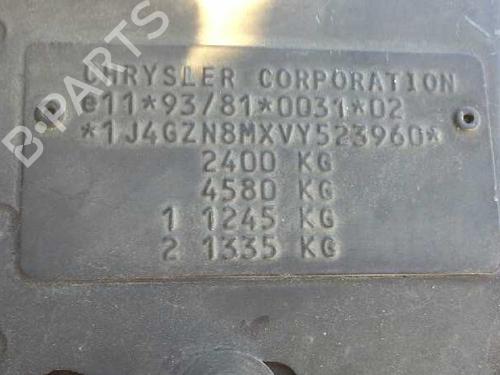 CHRYSLER CORPORATION
e11*93/81*0031*02
*1J4GZN8MXVY523960*
2400 KG
4580 KG
1 1245 KG
2 1335 KG
B-PARTS